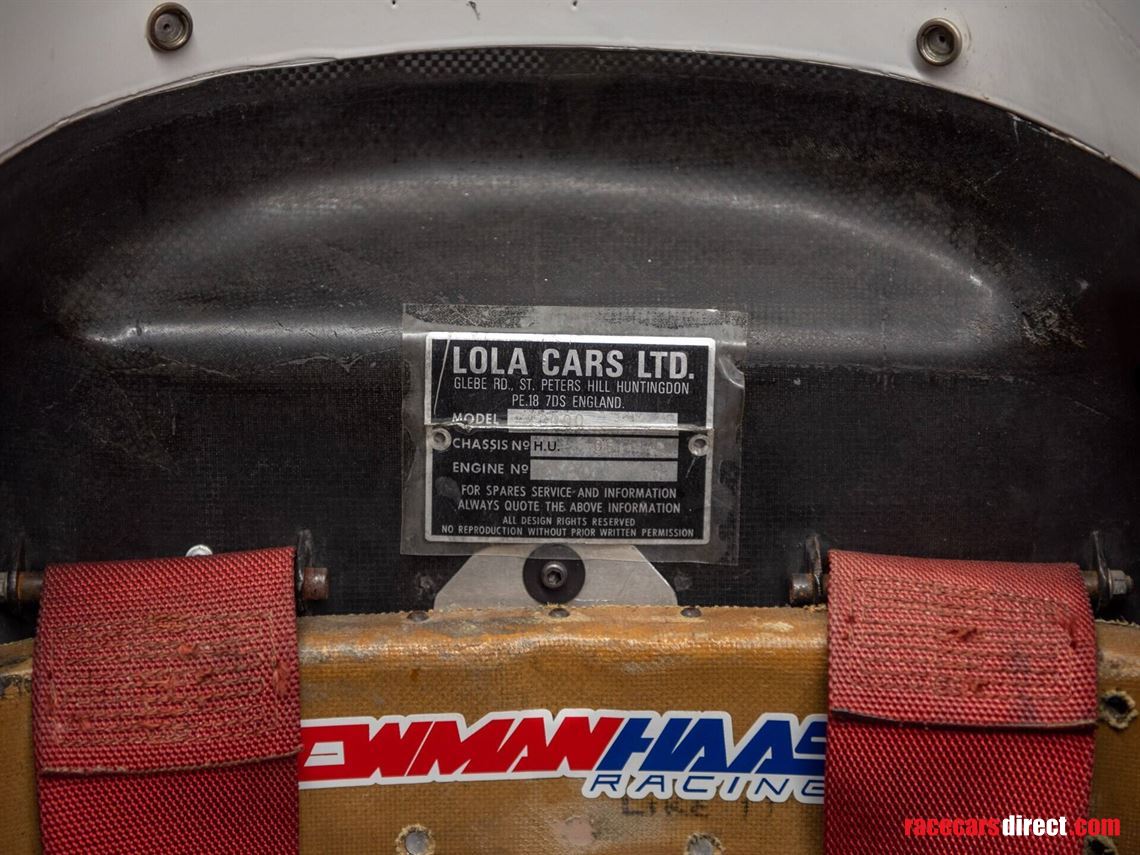 LOLA CARS LTD.
GLEBE RD., ST. PETERS HILL HUNTINGDON
PE.18 7DS ENGLAND.
MODEL
CHASSIS Nº H.U.
ENGINE Nº
FOR SPARES SERVICE AND INFORMATION
ALWAYS QUOTE THE ABOVE INFORMATION
ALL DESIGN RIGHTS RESERVED
NO REPRODUCTION WITHOUT PRIOR WRITTEN PERMISSION
EWMANHAAS
RACING
racecarsdirect.com